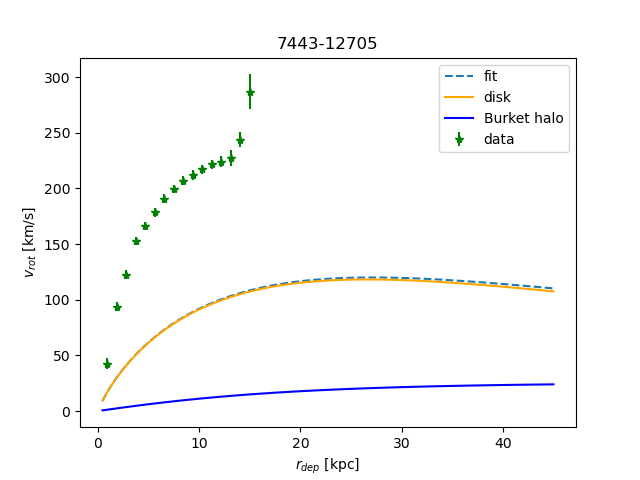 7443-12705
fit
disk
Burket halo
data
300
250
200
150
100
50
0
v_rot [km/s]
0 10 20 30 40
r_dep [kpc]